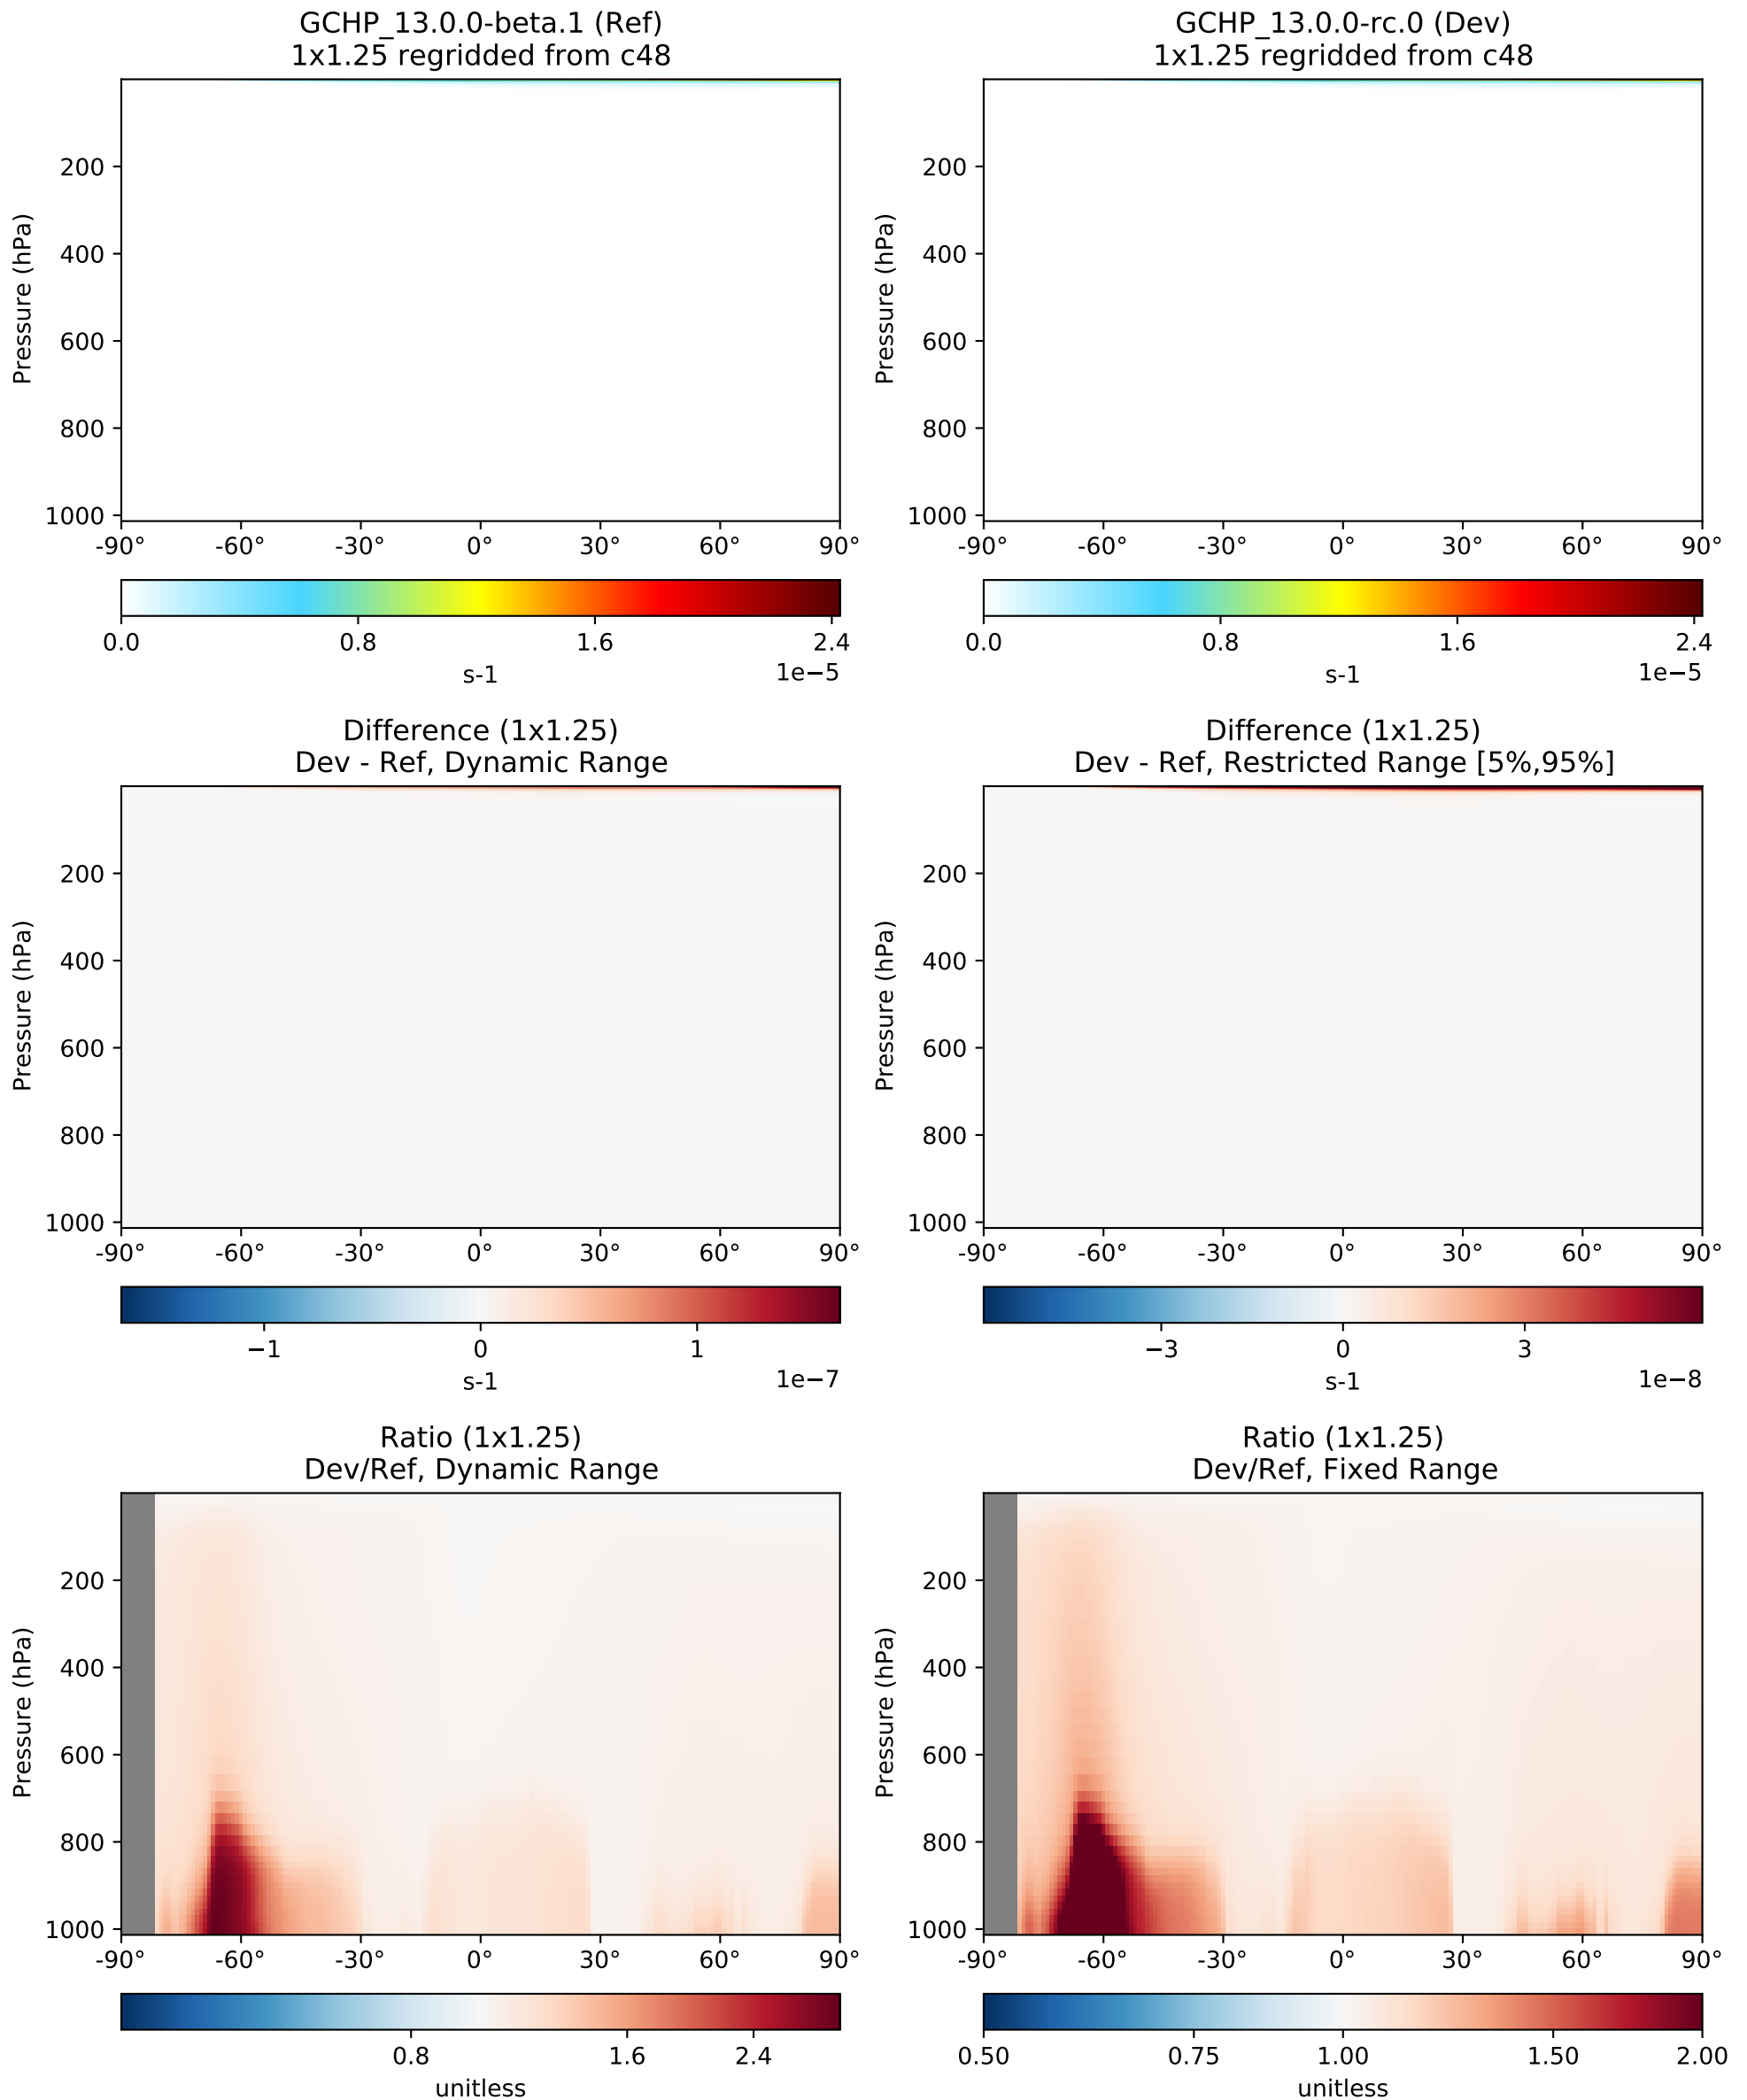 GCHP_13.0.0-beta.1 (Ref)
1x1.25 regridded from c48
GCHP_13.0.0-rc.0 (Dev)
1x1.25 regridded from c48
Pressure (hPa)
200
400
600
800
1000
-90° -60° -30° 0° 30° 60° 90°
0.0 0.8 1.6 2.4
s-1 1e−5
Pressure (hPa)
200
400
600
800
1000
-90° -60° -30° 0° 30° 60° 90°
0.0 0.8 1.6 2.4
s-1 1e−5
Difference (1x1.25)
Dev - Ref, Dynamic Range
Difference (1x1.25)
Dev - Ref, Restricted Range [5%,95%]
Pressure (hPa)
200
400
600
800
1000
-90° -60° -30° 0° 30° 60° 90°
−1 0 1
s-1 1e−7
Pressure (hPa)
200
400
600
800
1000
-90° -60° -30° 0° 30° 60° 90°
−3 0 3
s-1 1e−8
Ratio (1x1.25)
Dev/Ref, Dynamic Range
Ratio (1x1.25)
Dev/Ref, Fixed Range
Pressure (hPa)
200
400
600
800
1000
-90° -60° -30° 0° 30° 60° 90°
0.8 1.6 2.4
unitless
Pressure (hPa)
200
400
600
800
1000
-90° -60° -30° 0° 30° 60° 90°
0.50 0.75 1.00 1.50 2.00
unitless